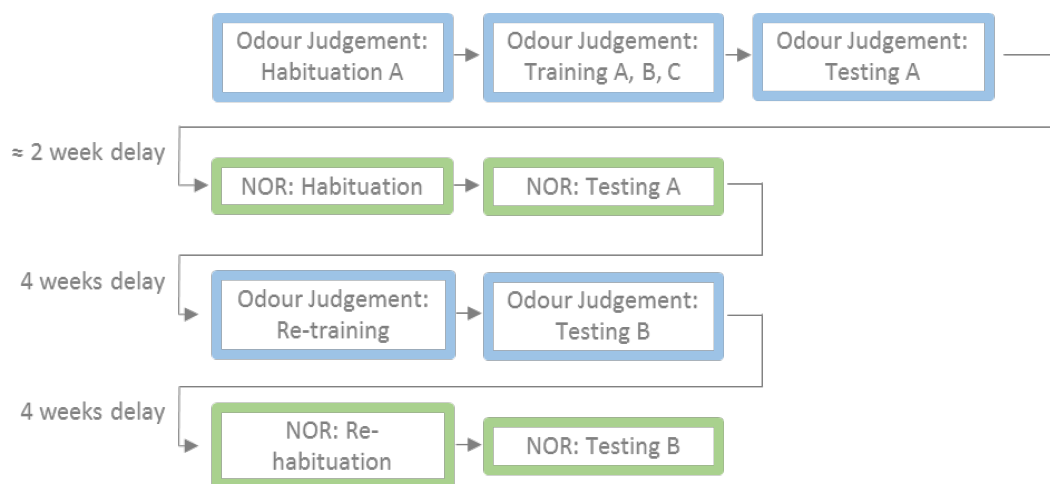 Odour Judgement:
Habituation A
Odour Judgement:
Training A, B, C
Odour Judgement:
Testing A
≈ 2 week delay
NOR: Habituation
NOR: Testing A
4 weeks delay
Odour Judgement:
Re-training
Odour Judgement:
Testing B
4 weeks delay
NOR: Re-
habituation
NOR: Testing B